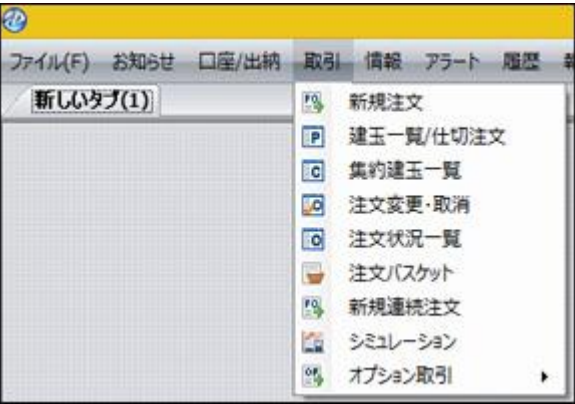 ファイル(F) お知らせ 口座/出納 取引 情報 アラート 履歴
新しいタブ(1)
新規注文
建玉一覧/仕切注文
集約建玉一覧
注文変更・取消
注文状況一覧
注文バスケット
新規連続注文
シミュレーション
オプション取引